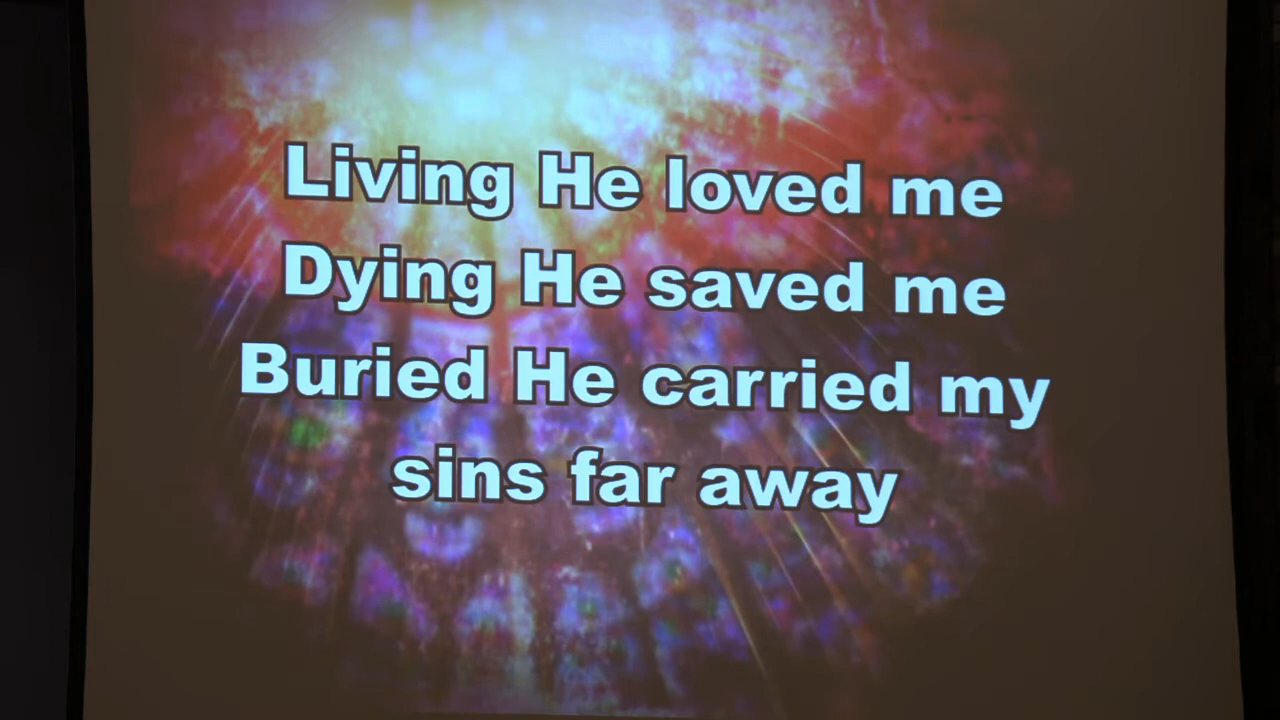 Living He loved me
Dying He saved me
Buried He carried my
sins far away